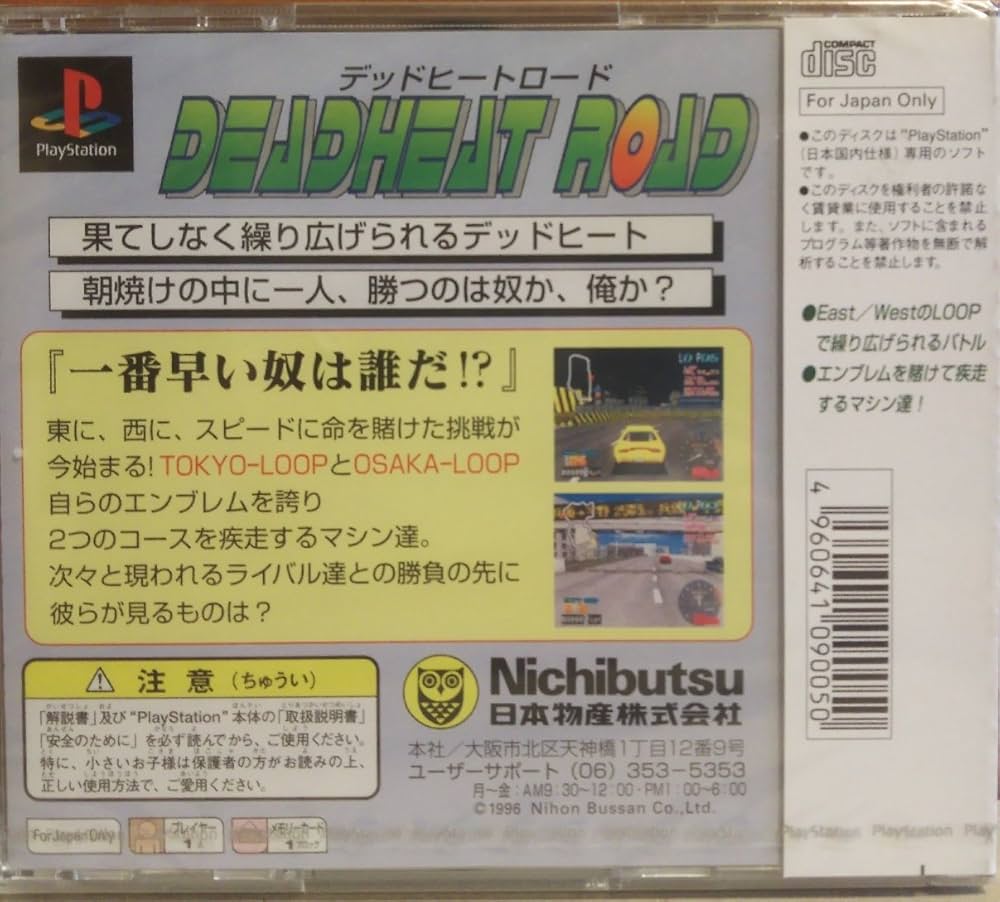 PlayStation
デッドヒートロード
DEADHEAT ROAD
果てしなく繰り広げられるデッドヒート
朝焼けの中に一人、勝つのは奴か、俺か？
『一番早い奴は誰だ!?』
東に、西に、スピードに命を賭けた挑戦が
今始まる! TOKYO-LOOPとOSAKA-LOOP
自らのエンブレムを誇り
2つのコースを疾走するマシン達。
次々と現われるライバル達との勝負の先に
彼らが見るものは？
注意（ちゅうい）
「解説書」及び“PlayStation”本体の「取扱説明書」
「安全のために」を必ず読んでから、ご使用ください。
特に、小さいお子様は保護者の方がお読みの上、
正しい使用方法で、ご愛用ください。
Nichibutsu
日本物産株式会社
本社／大阪市北区天神橋1丁目12番9号
ユーザーサポート（06）353-5353
月〜金：AM9:30〜12:00・PM1:00〜6:00
©1996 Nihon Bussan Co.,Ltd.
For Japan Only
プレイヤー
1人
メモリーカード
1ブロック
COMPACT
disc
For Japan Only
●このディスクは“PlayStation”
(日本国内仕様）専用のソフト
です。
●このディスクを権利者の許諾な
く賃貸業に使用することを禁止
します。また、ソフトに含まれる
プログラム等著作物を無断で解
析することを禁止します。
●East／WestのLOOP
で繰り広げられるバトル
●エンブレムを賭けて疾走
するマシン達！
4 960641 090050
PlayStation PlayStation